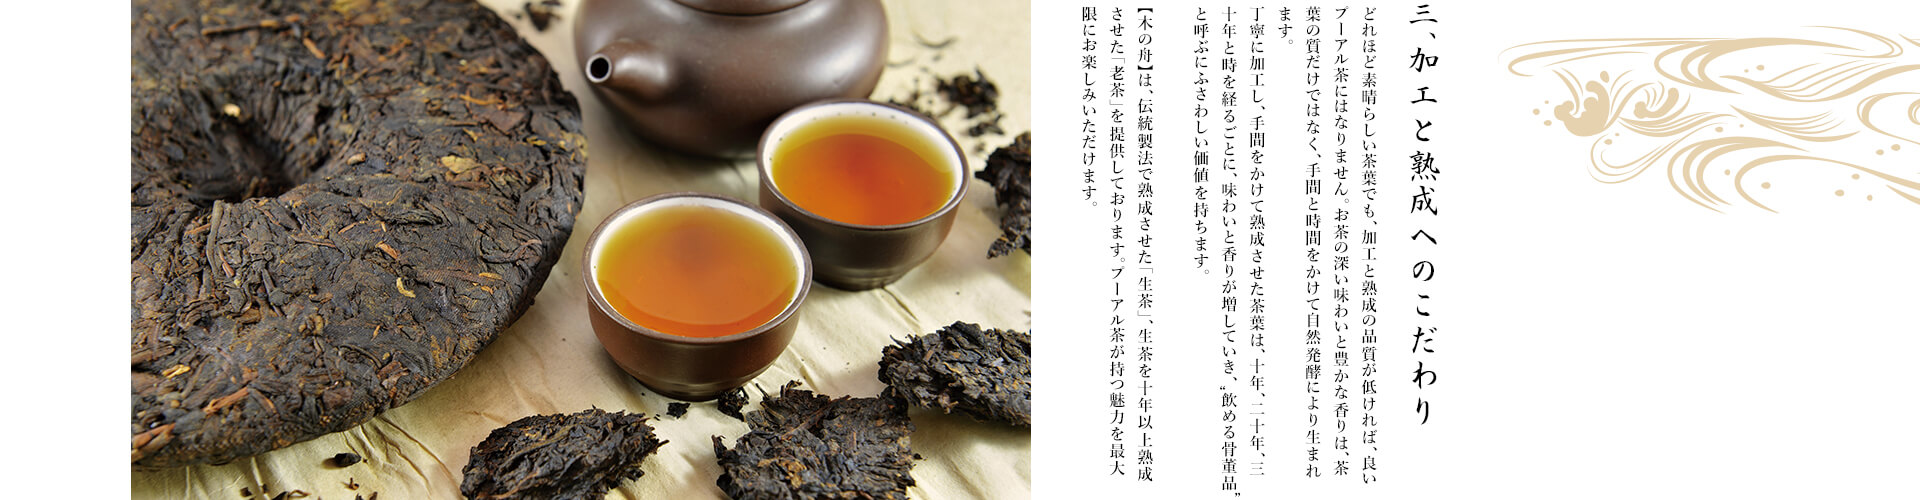 三、加工と熟成へのこだわり
どれほど素晴らしい茶葉でも、加工と熟成の品質が低ければ、良い
プーアル茶にはなりません。お茶の深い味わいと豊かな香りは、茶
葉の質だけではなく、手間と時間をかけて自然発酵により生まれ
ます。
丁寧に加工し、手間をかけて熟成させた茶葉は、十年、二十年、三
十年と時を経るごとに、味わいと香りが増していき、“飲める骨董品”
と呼ぶにふさわしい価値を持ちます。
【木の舟】は、伝統製法で熟成させた「生茶」、生茶を十年以上熟成
させた「老茶」を提供しております。プーアル茶が持つ魅力を最大
限にお楽しみいただけます。